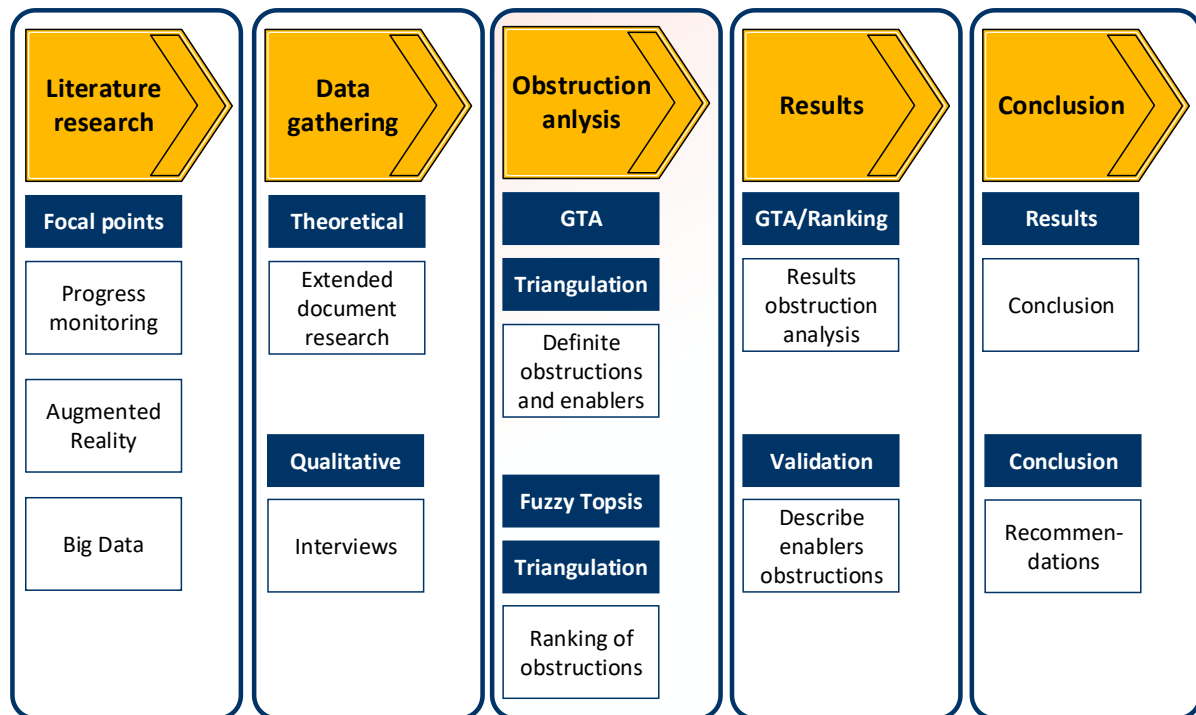 Literature
research
Focal points
Progress
monitoring
Augmented
Reality
Big Data
Data
gathering
Theoretical
Extended
document
research
Qualitative
Interviews
Obstruction
anlysis
GTA
Triangulation
Definite
obstructions
and enablers
Fuzzy Topsis
Triangulation
Ranking of
obstructions
Results
GTA/Ranking
Results
obstruction
analysis
Validation
Describe
enablers
obstructions
Conclusion
Results
Conclusion
Conclusion
Recommen-
dations